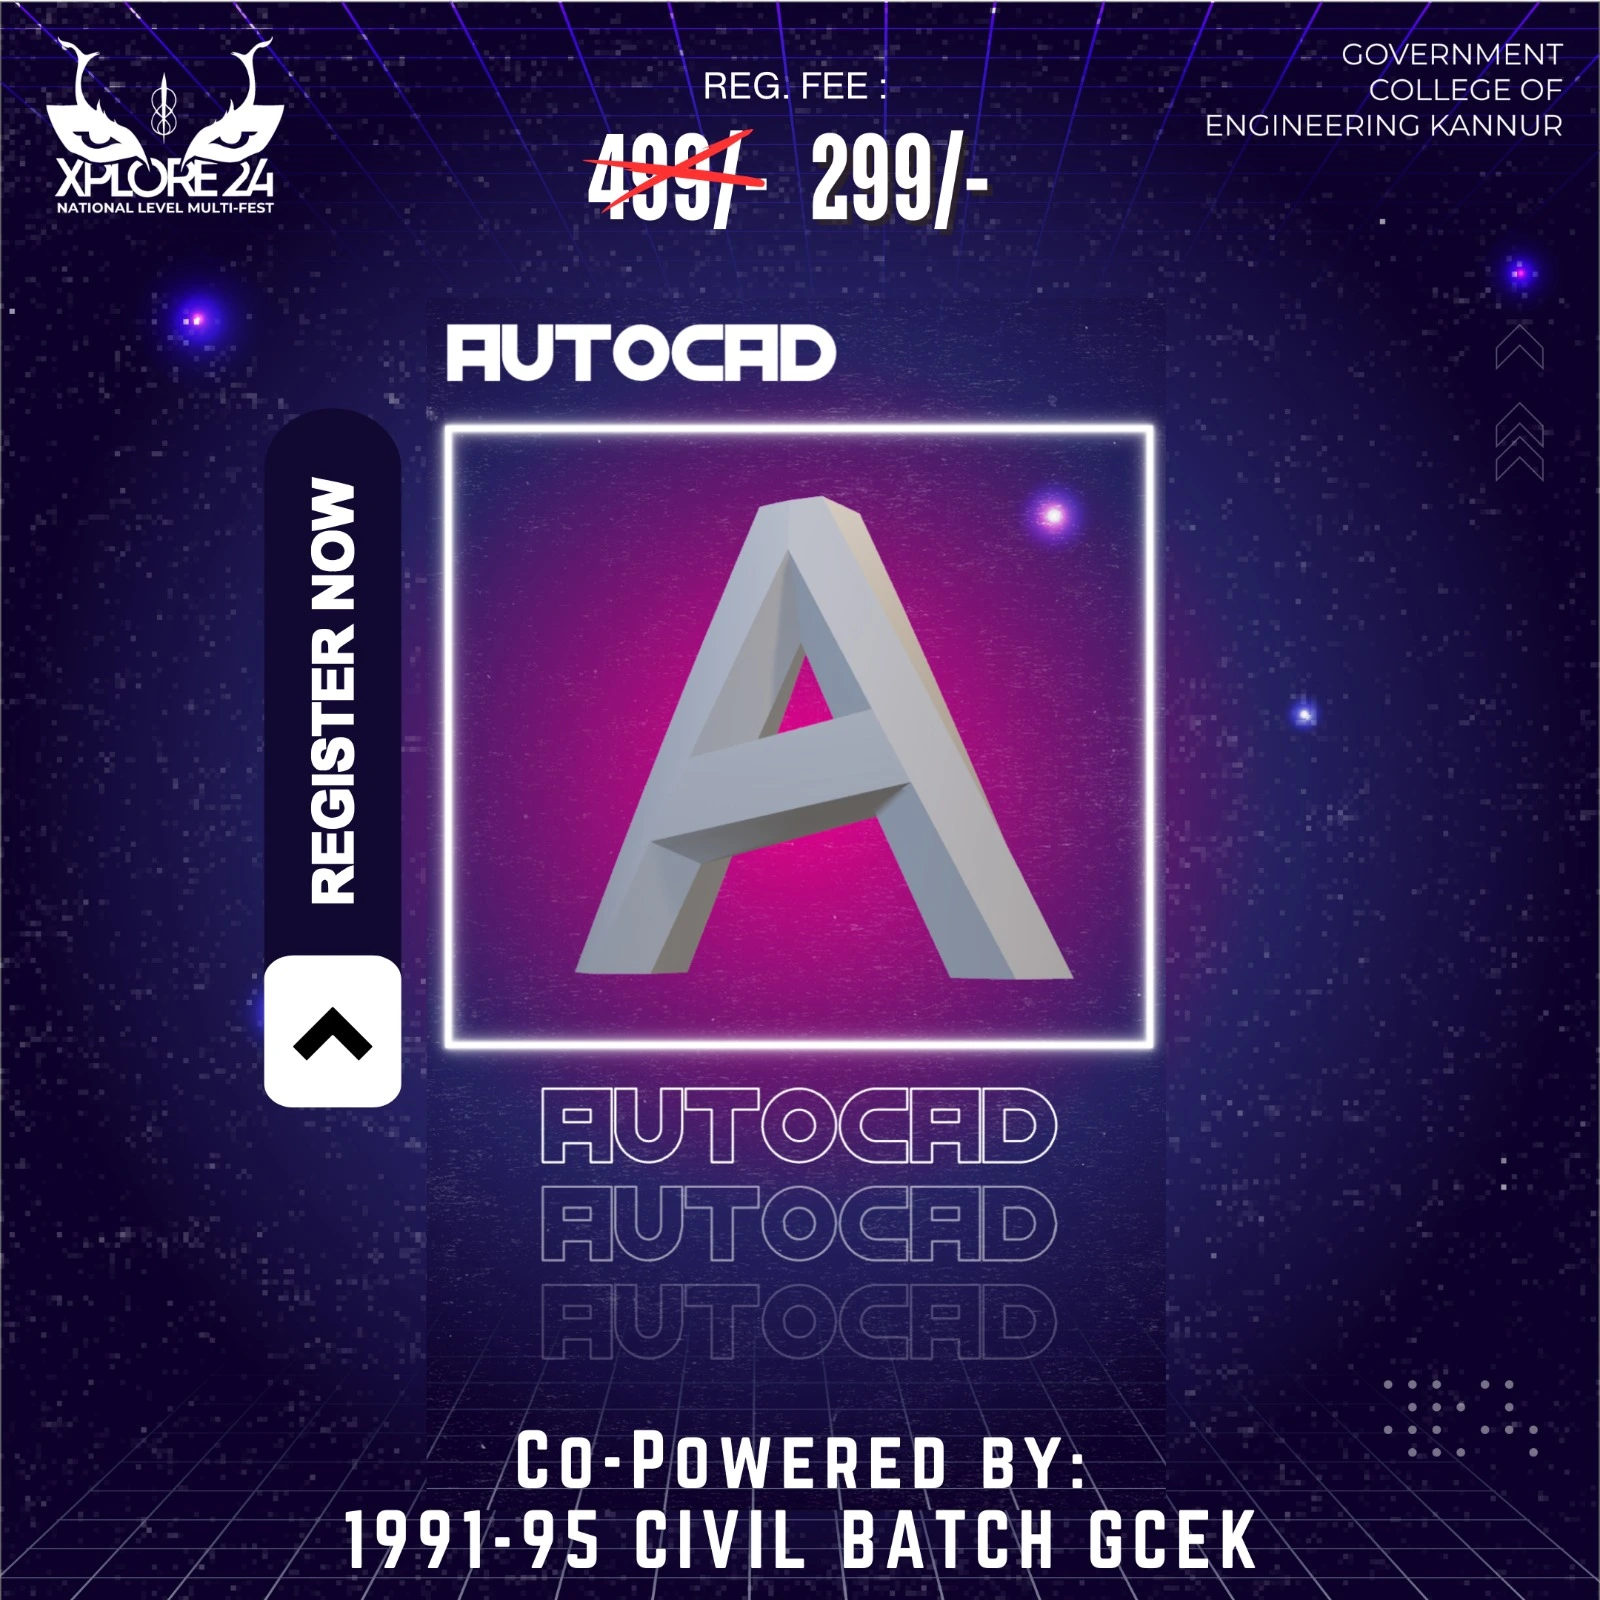 XPLORE 24
NATIONAL LEVEL MULTI-FEST
REG. FEE :
499/- 299/-
GOVERNMENT
COLLEGE OF
ENGINEERING KANNUR
AUTOCAD
REGISTER NOW
A
AUTOCAD
AUTOCAD
AUTOCAD
CO-POWERED BY:
1991-95 CIVIL BATCH GCEK